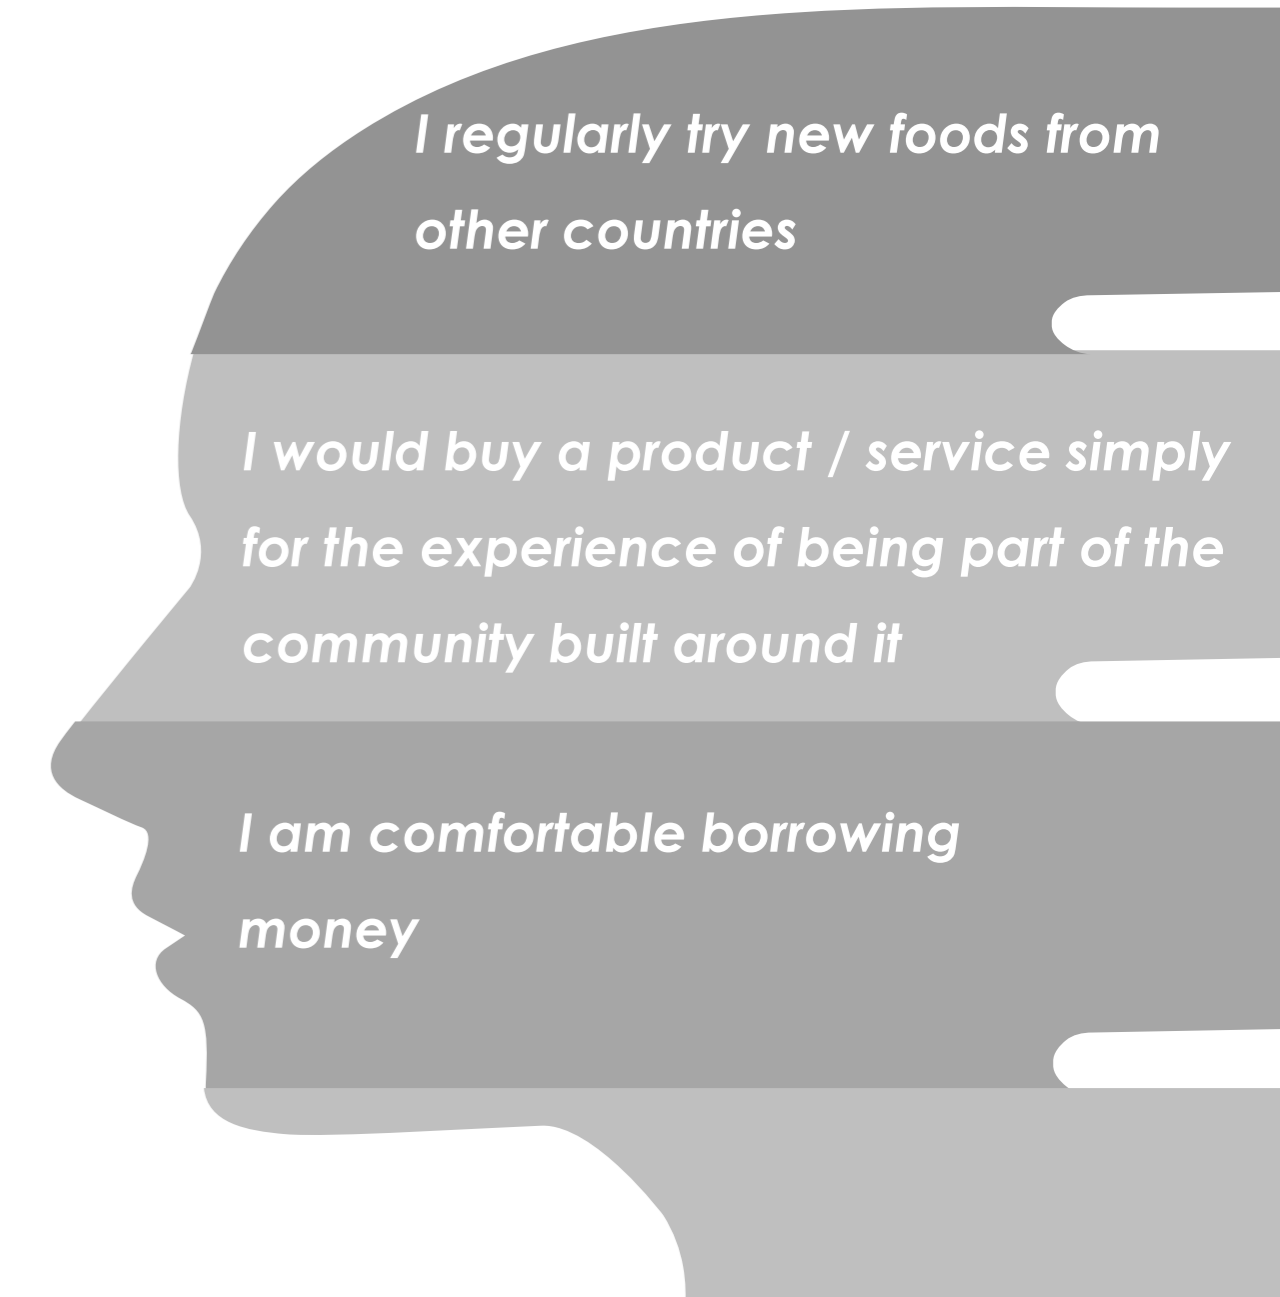 I regularly try new foods from
other countries
I would buy a product / service simply
for the experience of being part of the
community built around it
I am comfortable borrowing
money